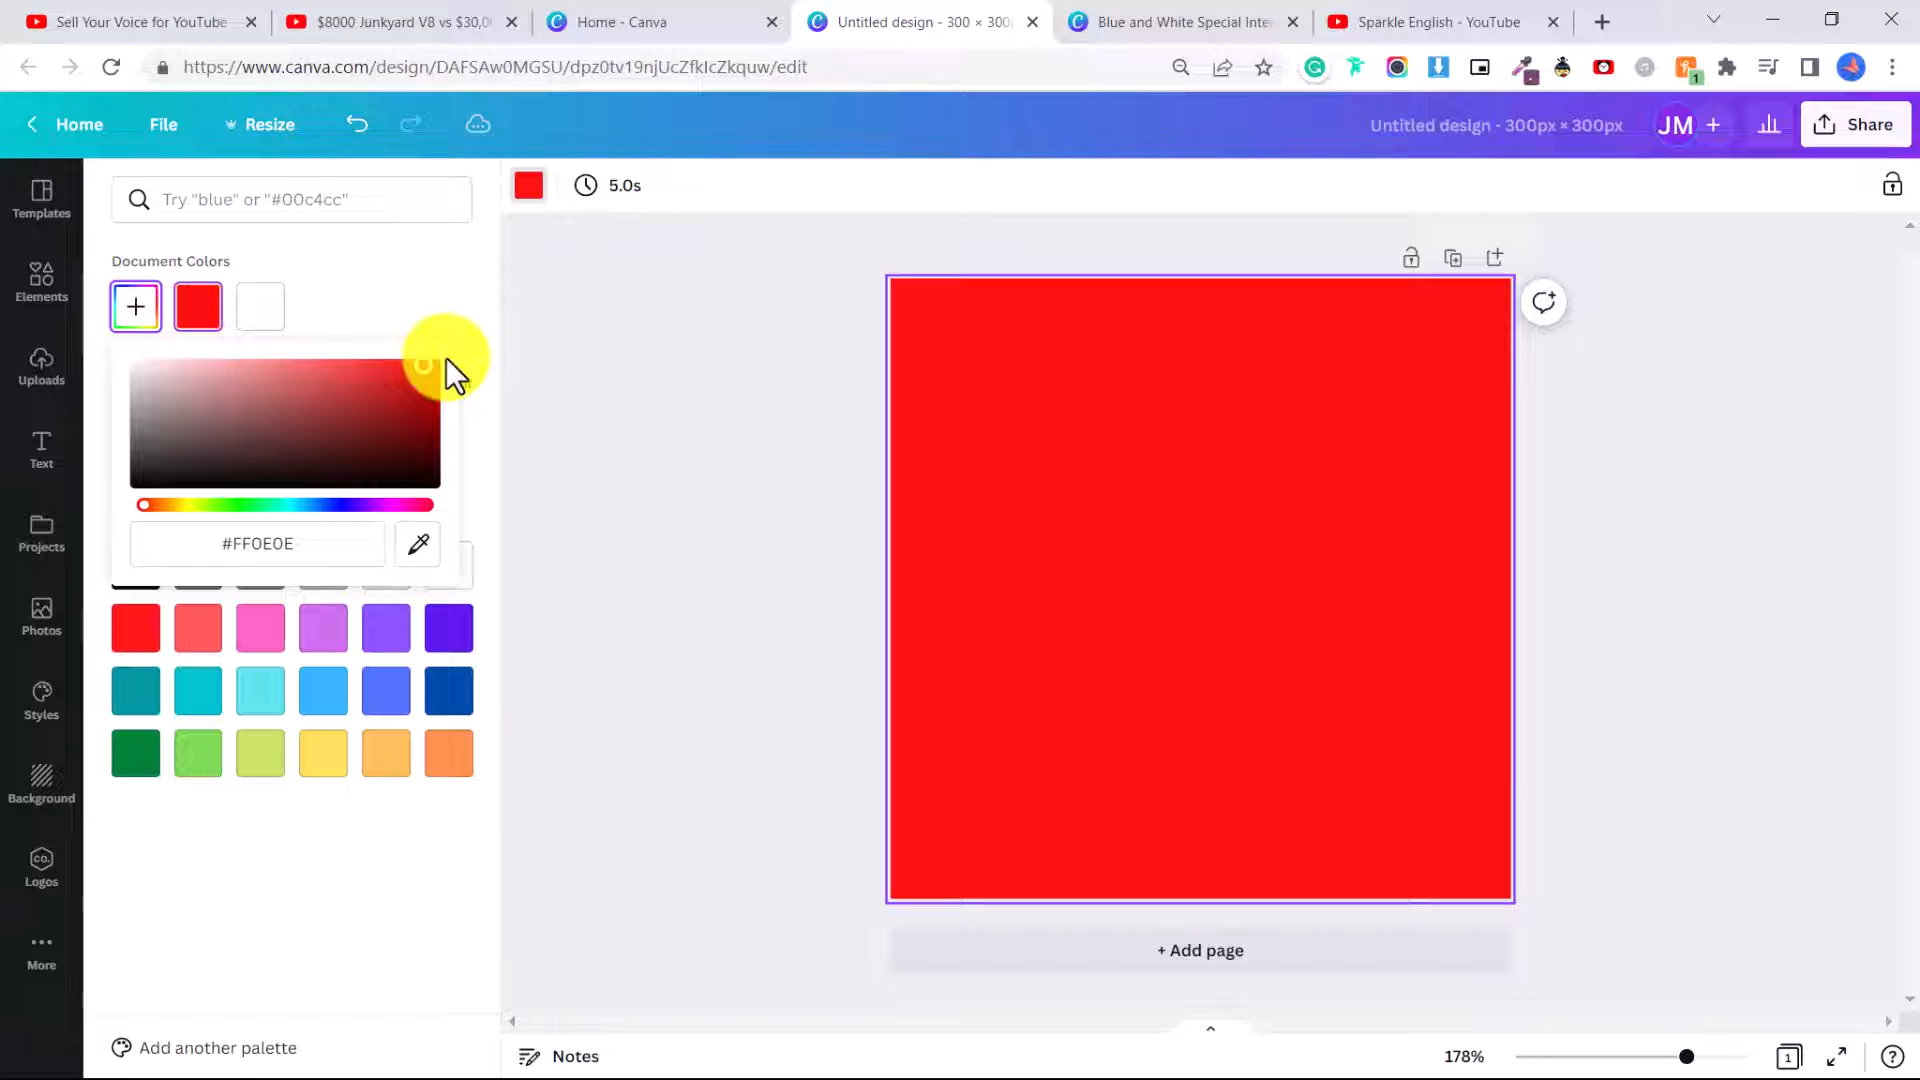 Sell Your Voice for YouTube
$8000 Junkyard V8 vs $30,0
Home - Canva
Untitled design - 300 × 300
Blue and White Special Inte
Sparkle English - YouTube
https://www.canva.com/design/DAFSAw0MGSU/dpz0tv19njUcZfkIcZkquw/edit
1
Home
File
Resize
Untitled design - 300px × 300px
JM
+
Share
Templates
Elements
Uploads
Text
Projects
Photos
Styles
Background
CO.
Logos
More
Try "blue" or "#00c4cc"
Document Colors
#FF0E0E
Add another palette
5.0s
+ Add page
Notes
178%
1
?